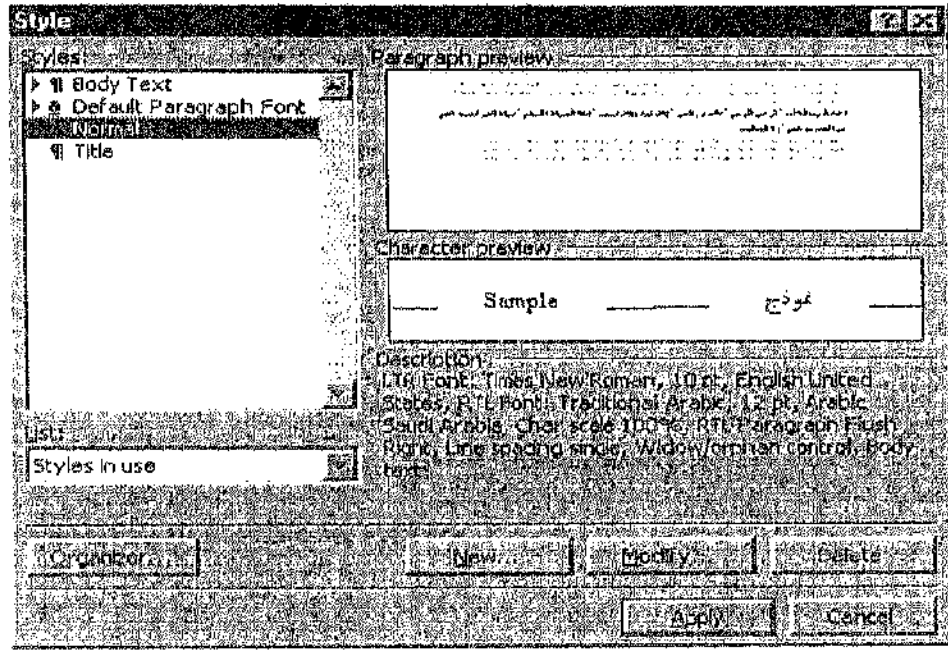 Style
Styles:
¶ Body Text
a Default Paragraph Font
Normal
¶ Title
List:
Styles in use
Paragraph preview
Character preview
Sample نموذج
Description
LTR Font: Times New Roman, 10 pt, English United
States, RTL Font: Traditional Arabic, 12 pt, Arabic
Saudi Arabia, Char scale 100%, RTL Paragraph Flush
Right, Line spacing single, Widow/orphan control, Body
text
Organizer... New... Modify... Delete
Apply Cancel